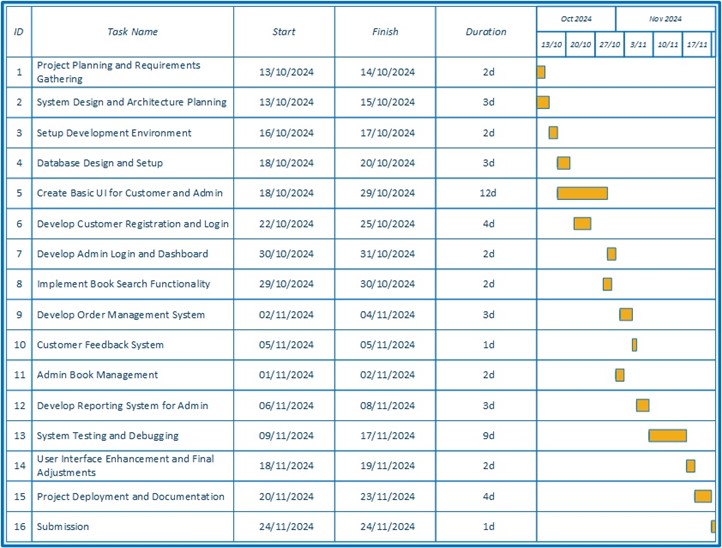 ID Task Name Start Finish Duration Oct 2024 Nov 2024
13/10 20/10 27/10 3/11 10/11 17/11
1 Project Planning and Requirements Gathering 13/10/2024 14/10/2024 2d
2 System Design and Architecture Planning 13/10/2024 15/10/2024 3d
3 Setup Development Environment 16/10/2024 17/10/2024 2d
4 Database Design and Setup 18/10/2024 20/10/2024 3d
5 Create Basic UI for Customer and Admin 18/10/2024 29/10/2024 12d
6 Develop Customer Registration and Login 22/10/2024 25/10/2024 4d
7 Develop Admin Login and Dashboard 30/10/2024 31/10/2024 2d
8 Implement Book Search Functionality 29/10/2024 30/10/2024 2d
9 Develop Order Management System 02/11/2024 04/11/2024 3d
10 Customer Feedback System 05/11/2024 05/11/2024 1d
11 Admin Book Management 01/11/2024 02/11/2024 2d
12 Develop Reporting System for Admin 06/11/2024 08/11/2024 3d
13 System Testing and Debugging 09/11/2024 17/11/2024 9d
14 User Interface Enhancement and Final Adjustments 18/11/2024 19/11/2024 2d
15 Project Deployment and Documentation 20/11/2024 23/11/2024 4d
16 Submission 24/11/2024 24/11/2024 1d